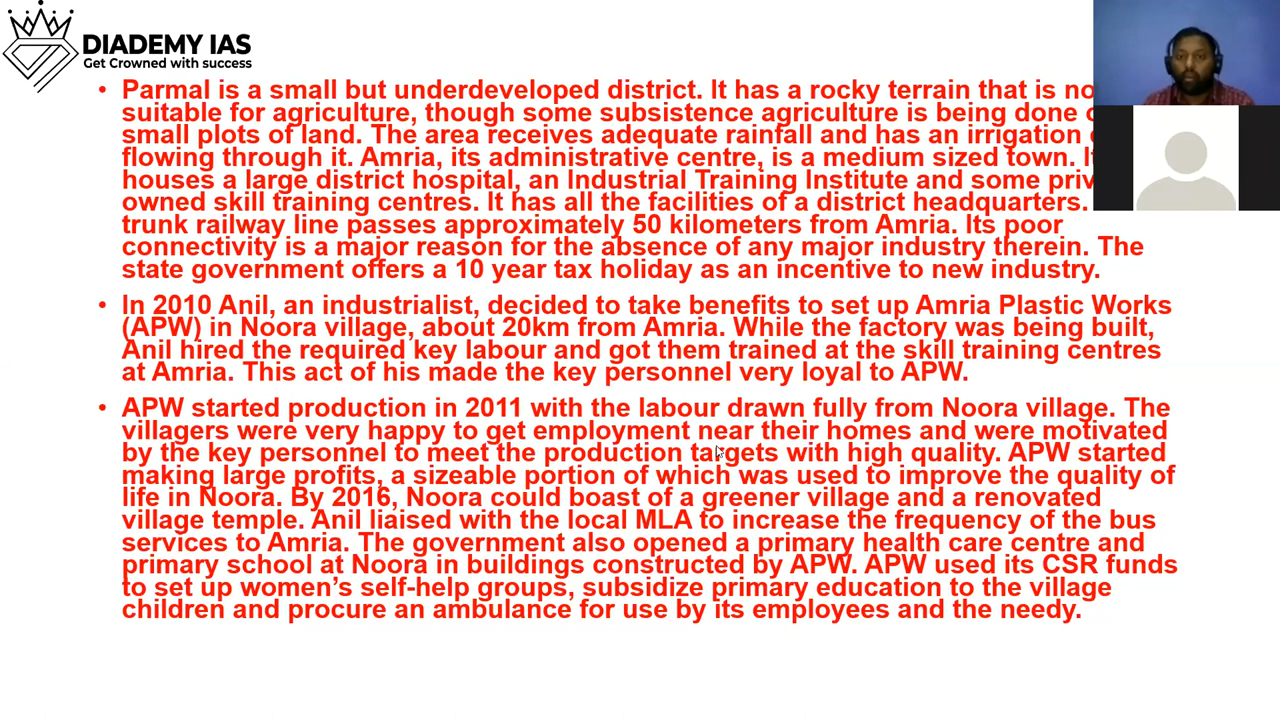 DIADEMY IAS
Get Crowned with success
• Parmal is a small but underdeveloped district. It has a rocky terrain that is
suitable for agriculture, though some subsistence agriculture is being done
small plots of land. The area receives adequate rainfall and has an irrigation
flowing through it. Amria, its administrative centre, is a medium sized town.
houses a large district hospital, an Industrial Training Institute and some
owned skill training centres. It has all the facilities of a district headquarters.
trunk railway line passes approximately 50 kilometers from Amria. Its poor
connectivity is a major reason for the absence of any major industry therein. The
state government offers a 10 year tax holiday as an incentive to new industry.
• In 2010 Anil, an industrialist, decided to take benefits to set up Amria Plastic Works
(APW) in Noora village, about 20km from Amria. While the factory was being built,
Anil hired the required key labour and got them trained at the skill training centres
at Amria. This act of his made the key personnel very loyal to APW.
• APW started production in 2011 with the labour drawn fully from Noora village. The
villagers were very happy to get employment near their homes and were motivated
by the key personnel to meet the production targets with high quality. APW started
making large profits, a sizeable portion of which was used to improve the quality of
life in Noora. By 2016, Noora could boast of a greener village and a renovated
village temple. Anil liaised with the local MLA to increase the frequency of the bus
services to Amria. The government also opened a primary health care centre and
primary school at Noora in buildings constructed by APW. APW used its CSR funds
to set up women’s self-help groups, subsidize primary education to the village
children and procure an ambulance for use by its employees and the needy.